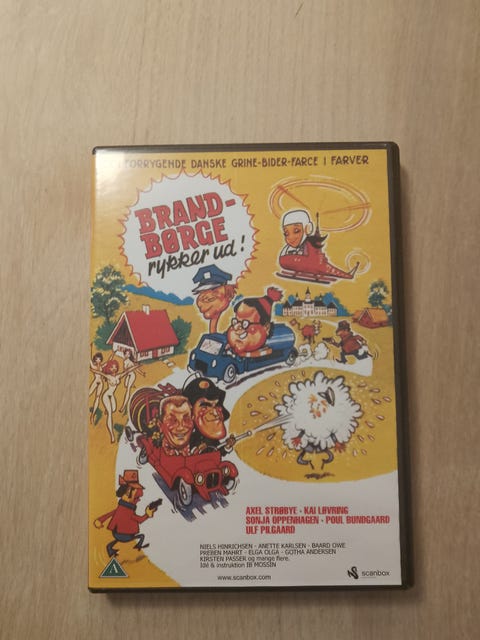 FORRYGENDE DANSKE GRINE-BIDER-FARCE I FARVER
BRAND-
BØRGE
rykker ud!
AXEL STRØBYE - KAI LØVRING
SONJA OPPENHAGEN - POUL BUNDGAARD
ULF PILGAARD
NIELS HINRICHSEN - ANETTE KARLSEN - BAARD OWE
PREBEN MAHRT - ELGA OLGA - GOTHA ANDERSEN
KIRSTEN PASSER og mange flere.
Idé & instruktion IB MOSSIN
A
www.scanbox.com
scanbox